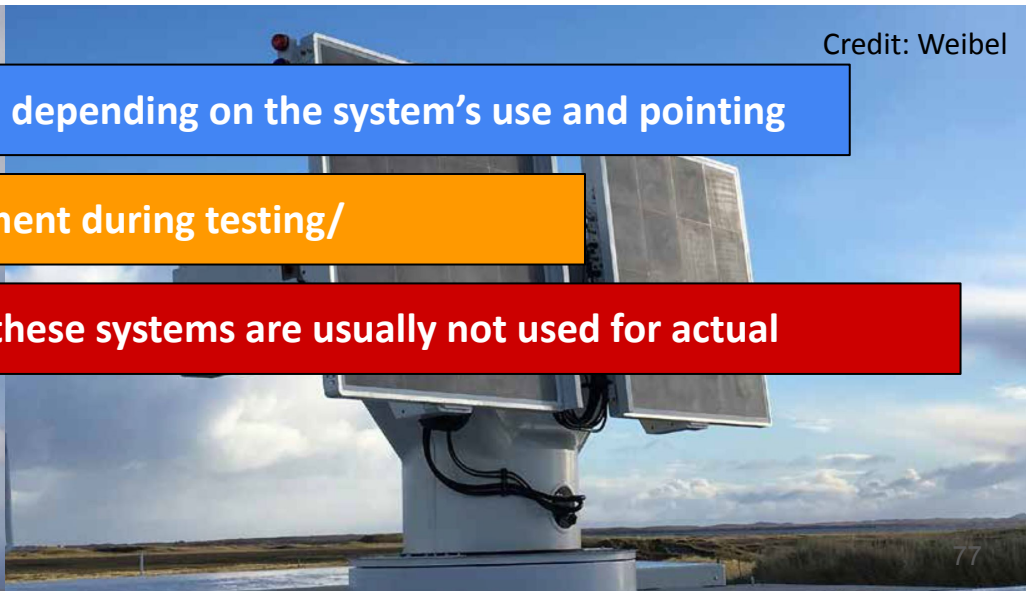 Credit: Weibel
depending on the system’s use and pointing
ment during testing/
these systems are usually not used for actual
77